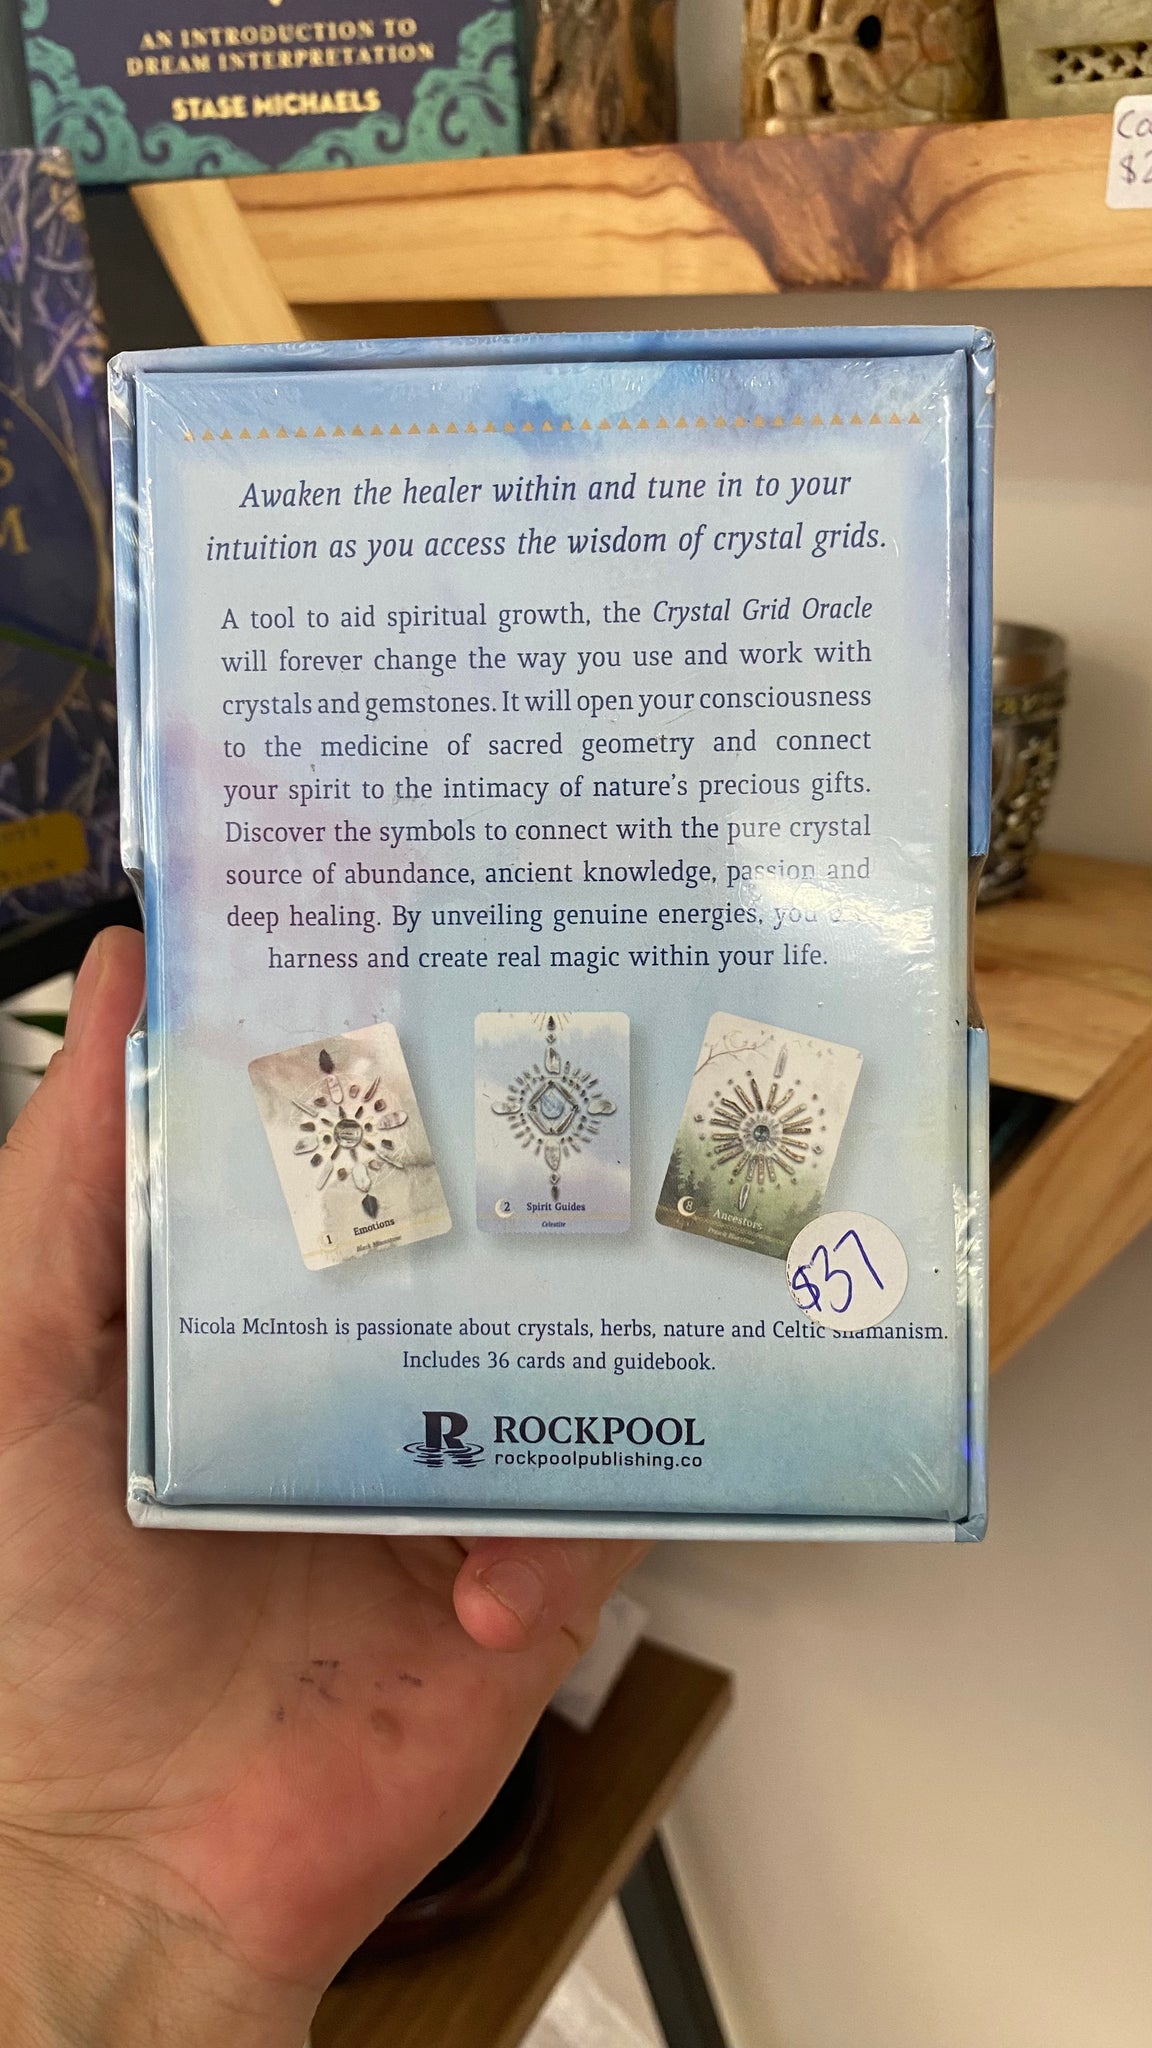 AN INTRODUCTION TO
DREAM INTERPRETATION
STASE MICHAELS
Awaken the healer within and tune in to your
intuition as you access the wisdom of crystal grids.
A tool to aid spiritual growth, the Crystal Grid Oracle
will forever change the way you use and work with
crystals and gemstones. It will open your consciousness
to the medicine of sacred geometry and connect
your spirit to the intimacy of nature's precious gifts.
Discover the symbols to connect with the pure crystal
source of abundance, ancient knowledge, passion and
deep healing. By unveiling genuine energies, you
harness and create real magic within your life.
1 Emotions
Black Moonstone
2 Spirit Guides
Celestite
8 Ancestors
$37
Nicola McIntosh is passionate about crystals, herbs, nature and Celtic shamanism.
Includes 36 cards and guidebook.
R ROCKPOOL
rockpoolpublishing.co